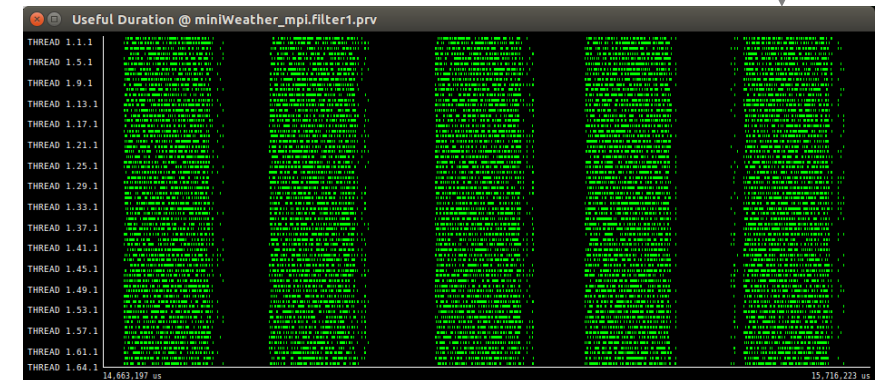 Useful Duration @ miniWeather_mpi.filter1.prv
THREAD 1.1.1
THREAD 1.5.1
THREAD 1.9.1
THREAD 1.13.1
THREAD 1.17.1
THREAD 1.21.1
THREAD 1.25.1
THREAD 1.29.1
THREAD 1.33.1
THREAD 1.37.1
THREAD 1.41.1
THREAD 1.45.1
THREAD 1.49.1
THREAD 1.53.1
THREAD 1.57.1
THREAD 1.61.1
THREAD 1.64.1
14,663,197 us 15,716,223 us